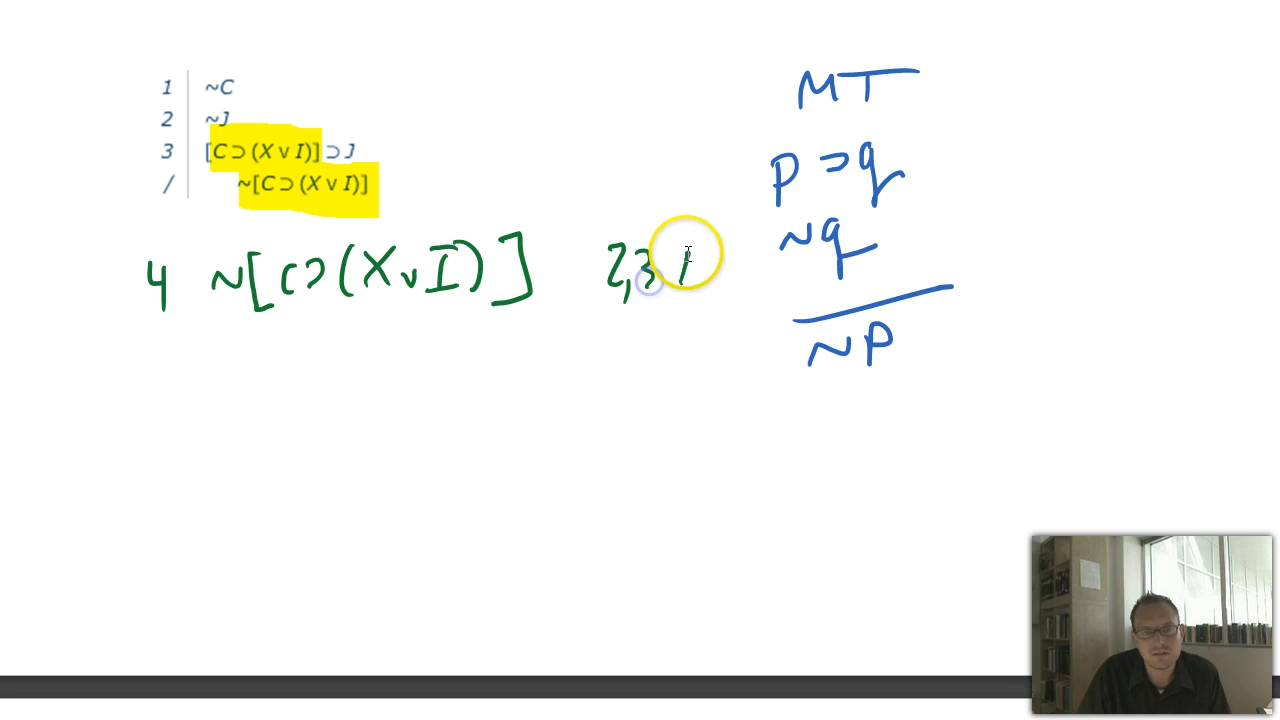 1 ~C
2 ~J
3 [C ⊃ (X v I)] ⊃ J
/ ~[C ⊃ (X v I)]
4 ~[C ⊃ (X v I)] 2,3
MT
p ⊃ q
~q
~P